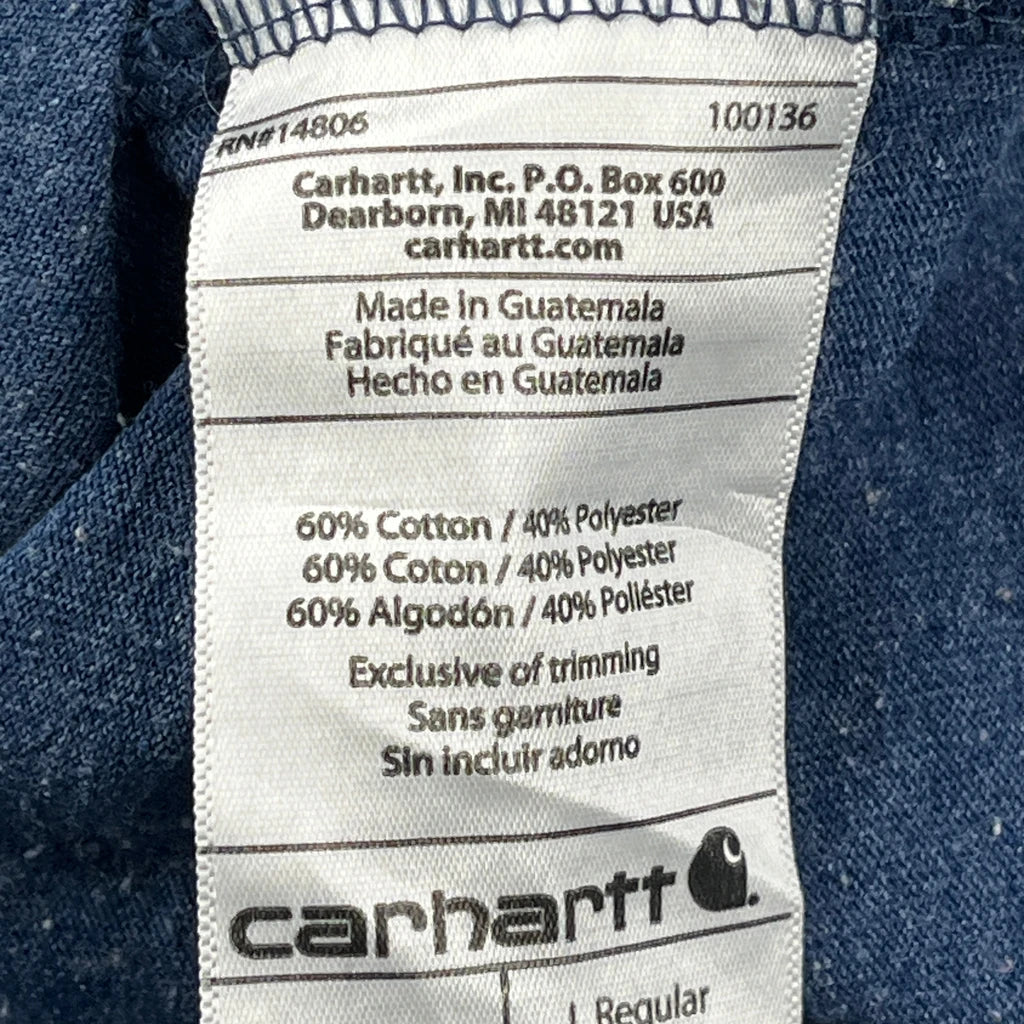 RN#14806 100136
Carhartt, Inc. P.O. Box 600
Dearborn, MI 48121 USA
carhartt.com
Made in Guatemala
Fabriqué au Guatemala
Hecho en Guatemala
60% Cotton / 40% Polyester
60% Coton / 40% Polyester
60% Algodón / 40% Poliéster
Exclusive of trimming
Sans garniture
Sin incluir adorno
carhartt
Regular